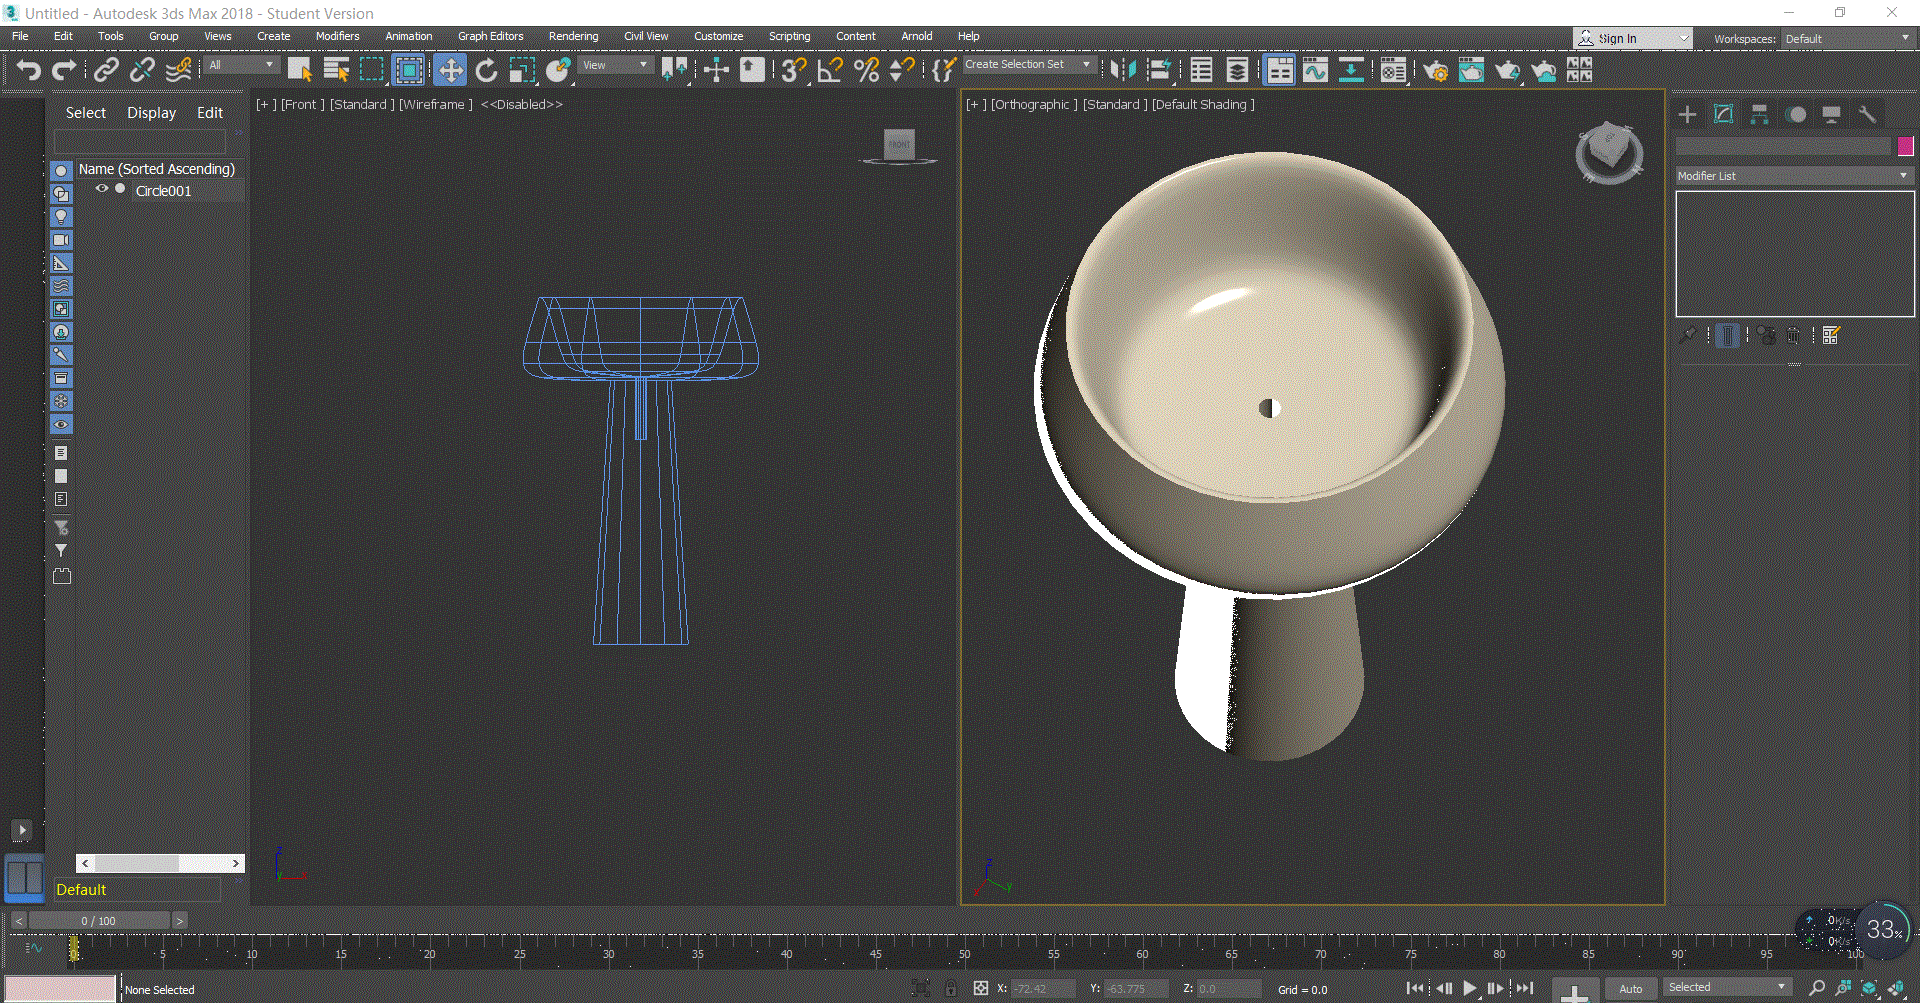 Untitled - Autodesk 3ds Max 2018 - Student Version
File Edit Tools Group Views Create Modifiers Animation Graph Editors Rendering Civil View Customize Scripting Content Arnold Help
Sign In
Workspaces: Default
All
View
Create Selection Set
Select Display Edit
Name (Sorted Ascending)
Circle001
[+ ] [Front ] [Standard ] [Wireframe ] <<Disabled>>
FRONT
[+ ] [Orthographic ] [Standard ] [Default Shading ]
Modifier List
Default
0 / 100
0 5 10 15 20 25 30 35 40 45 50 55 60 65 70 75 80 85 90 95 100
0K/s
0K/s
33%
None Selected
X: -72.42 Y: -63.775 Z: 0.0 Grid = 0.0
Auto Selected